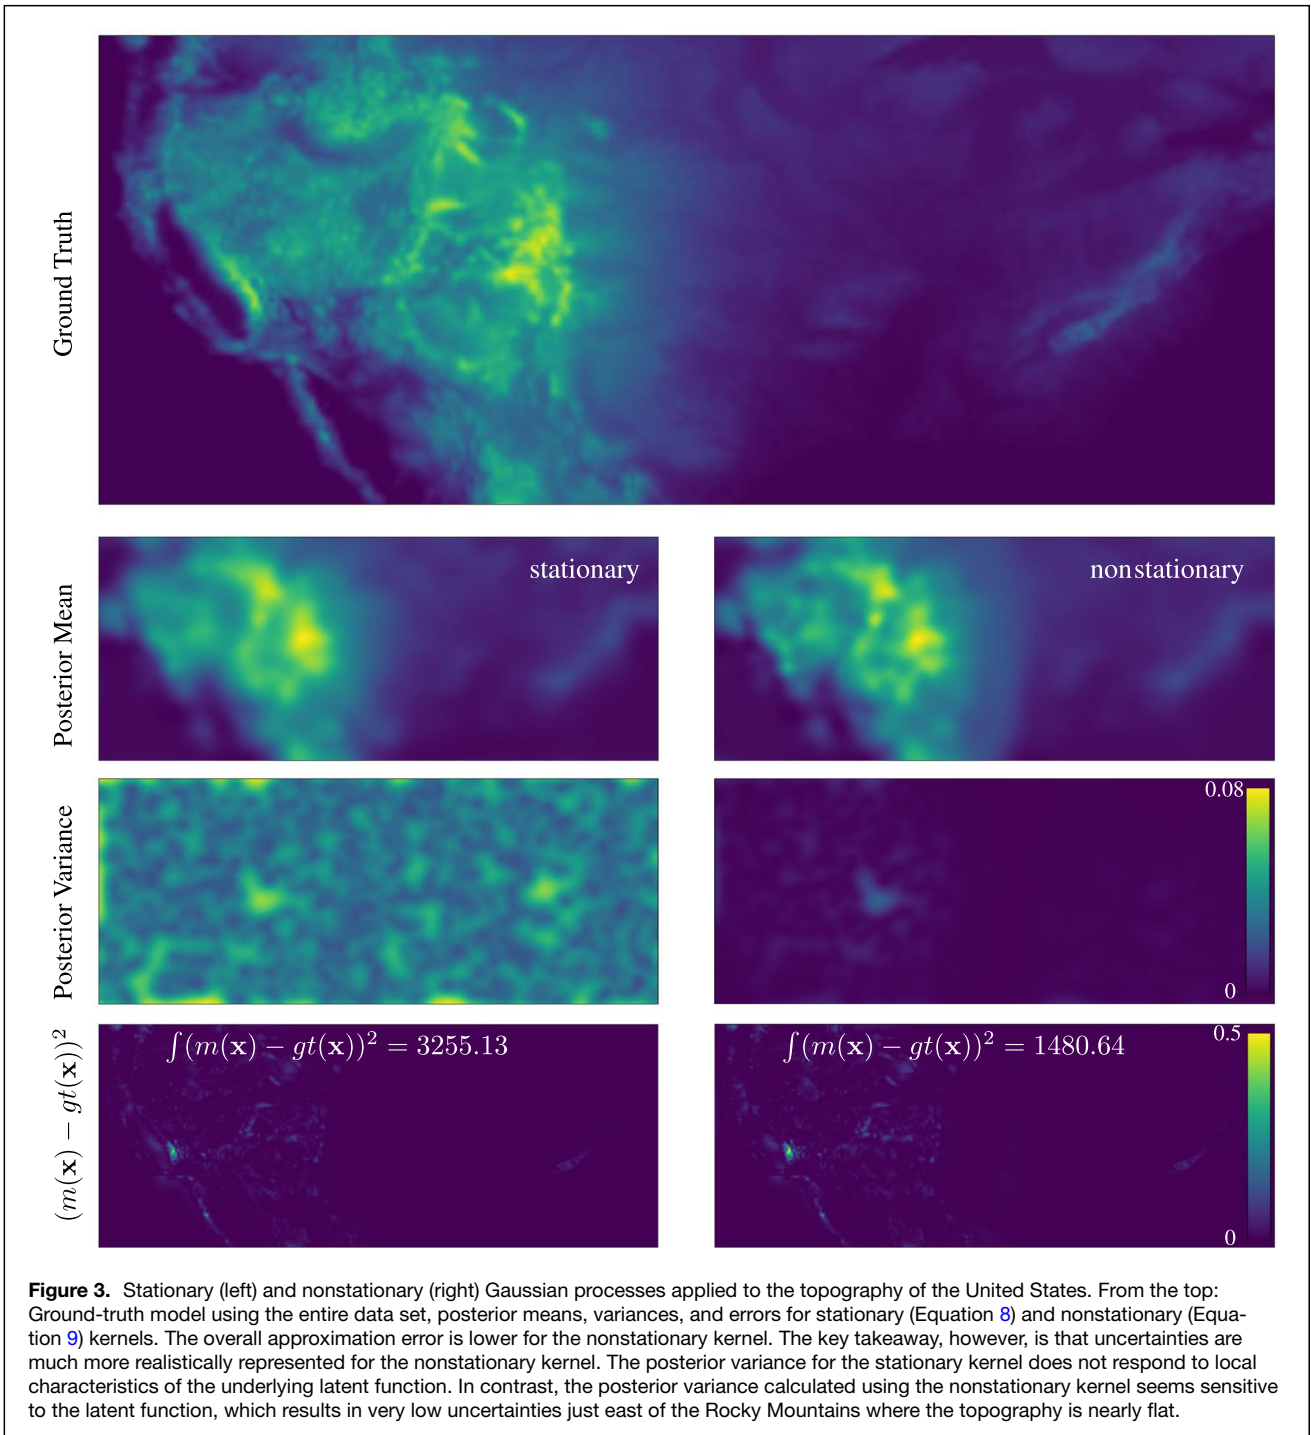 Ground Truth
Posterior Mean
stationary
nonstationary
Posterior Variance
0.08
0
(m(x) − gt(x))²
∫(m(x) − gt(x))² = 3255.13
∫(m(x) − gt(x))² = 1480.64
0.5
0
Figure 3. Stationary (left) and nonstationary (right) Gaussian processes applied to the topography of the United States. From the top:
Ground-truth model using the entire data set, posterior means, variances, and errors for stationary (Equation 8) and nonstationary (Equa-
tion 9) kernels. The overall approximation error is lower for the nonstationary kernel. The key takeaway, however, is that uncertainties are
much more realistically represented for the nonstationary kernel. The posterior variance for the stationary kernel does not respond to local
characteristics of the underlying latent function. In contrast, the posterior variance calculated using the nonstationary kernel seems sensitive
to the latent function, which results in very low uncertainties just east of the Rocky Mountains where the topography is nearly flat.